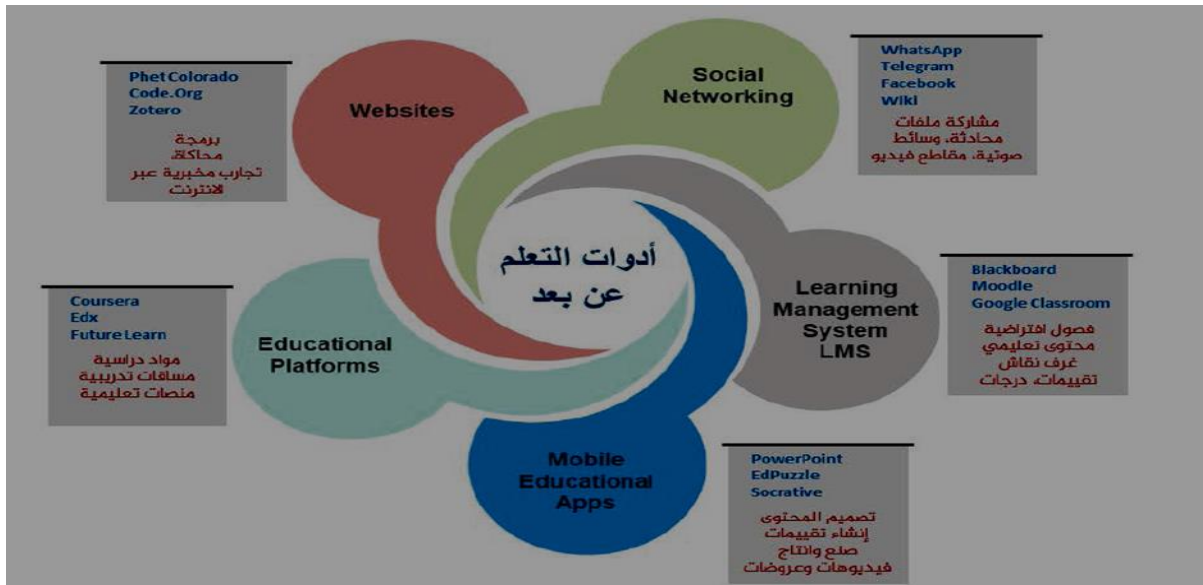 Phet Colorado
Code.Org
Zotero
برمجة
محاكاة،
تجارب مخبرية عبر
الانترنت
Websites
Social
Networking
WhatsApp
Telegram
Facebook
Wiki
مشاركة ملفات
محادثة، وسائط
صوتية، مقاطع فيديو
أدوات التعلم
عن بعد
Coursera
Edx
Future Learn
مواد دراسية
مساقات تدريبية
منصات تعليمية
Educational
Platforms
Learning
Management
System
LMS
Blackboard
Moodle
Google Classroom
فصول افتراضية
محتوى تعليمي
غرف نقاش
تقييمات، درجات
Mobile
Educational
Apps
PowerPoint
EdPuzzle
Socrative
تصميم المحتوى
إنشاء تقييمات
صنع وانتاج
فيديوهات وعروضات